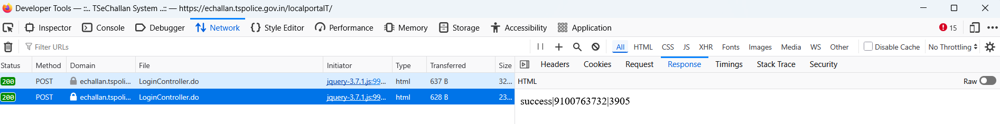 Developer Tools — ::.. TSeChallan System ..:: — https://echallan.tspolice.gov.in/localportalT/
Inspector Console Debugger Network Style Editor Performance Memory Storage Accessibility Application 15
Filter URLs All HTML CSS JS XHR Fonts Images Media WS Other Disable Cache No Throttling
Status Method Domain File Initiator Type Transferred Size Headers Cookies Request Response Timings Stack Trace Security
200 POST echallan.tspoli... LoginController.do jquery-3.7.1.js:99... html 637 B 32... HTML Raw
200 POST echallan.tspoli... LoginController.do jquery-3.7.1.js:99... html 628 B 23... success|9100763732|3905